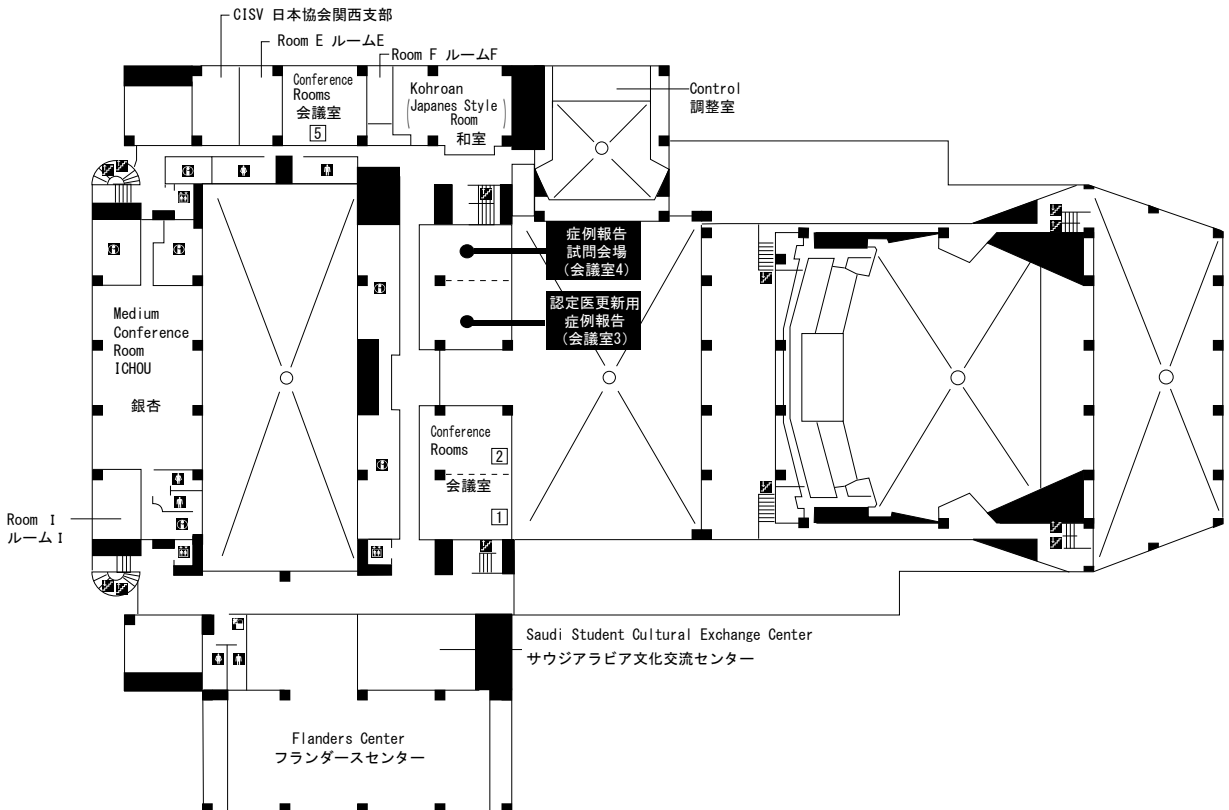 CISV 日本協会関西支部
Room E ルームE
Room F ルームF
Conference
Rooms
会議室
5
Kohroan
(Japanes Style
Room)
和室
Control
調整室
症例報告
試問会場
(会議室4)
認定医更新用
症例報告
(会議室3)
Medium
Conference
Room
ICHOU
銀杏
Conference
Rooms
2
会議室
1
Room I
ルームI
Saudi Student Cultural Exchange Center
サウジアラビア文化交流センター
Flanders Center
フランダースセンター